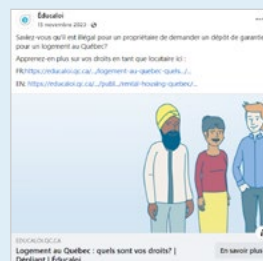 Éducaloi
13 novembre 2023
Saviez-vous qu'il est illégal pour un propriétaire de demander un dépôt de garantie
pour un logement au Québec?
Apprenez-en plus sur vos droits en tant que locataire ici :
FR:https://educaloi.qc.ca/.../logement-au-quebec-quels.../...
EN: https://educaloi.qc.ca/.../publ.../rental-housing-quebec/...
EDUCALOI.QC.CA
Logement au Québec : quels sont vos droits? |
Dépliant | Éducaloi
En savoir plus